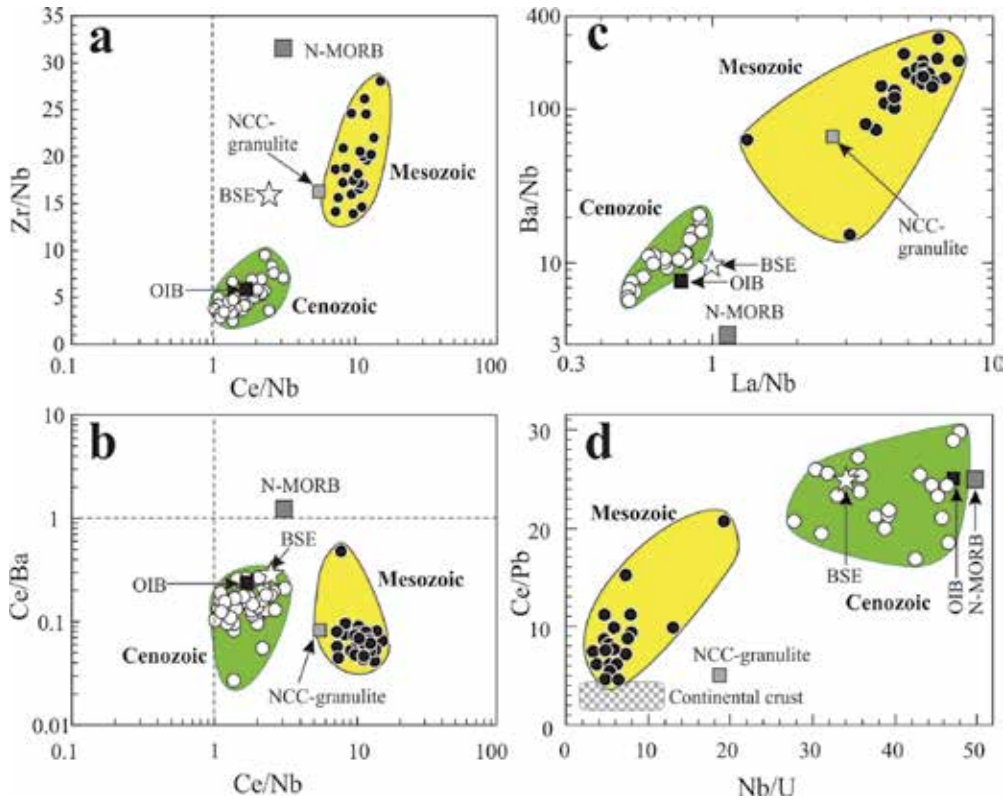 a
35
30
25
20
15
10
5
0
Zr/Nb
N-MORB
NCC-
granulite
Mesozoic
BSE
OIB
Cenozoic
0.1
1
10
100
Ce/Nb
c
400
100
10
3
Ba/Nb
Mesozoic
Cenozoic
NCC-
granulite
BSE
OIB
N-MORB
0.3
1
10
La/Nb
b
10
1
0.1
0.01
Ce/Ba
N-MORB
BSE
OIB
Mesozoic
Cenozoic
NCC-granulite
0.1
1
10
100
Ce/Nb
d
30
20
10
0
Ce/Pb
Mesozoic
BSE
Cenozoic
OIB
N-MORB
NCC-granulite
Continental crust
0
10
20
30
40
50
Nb/U